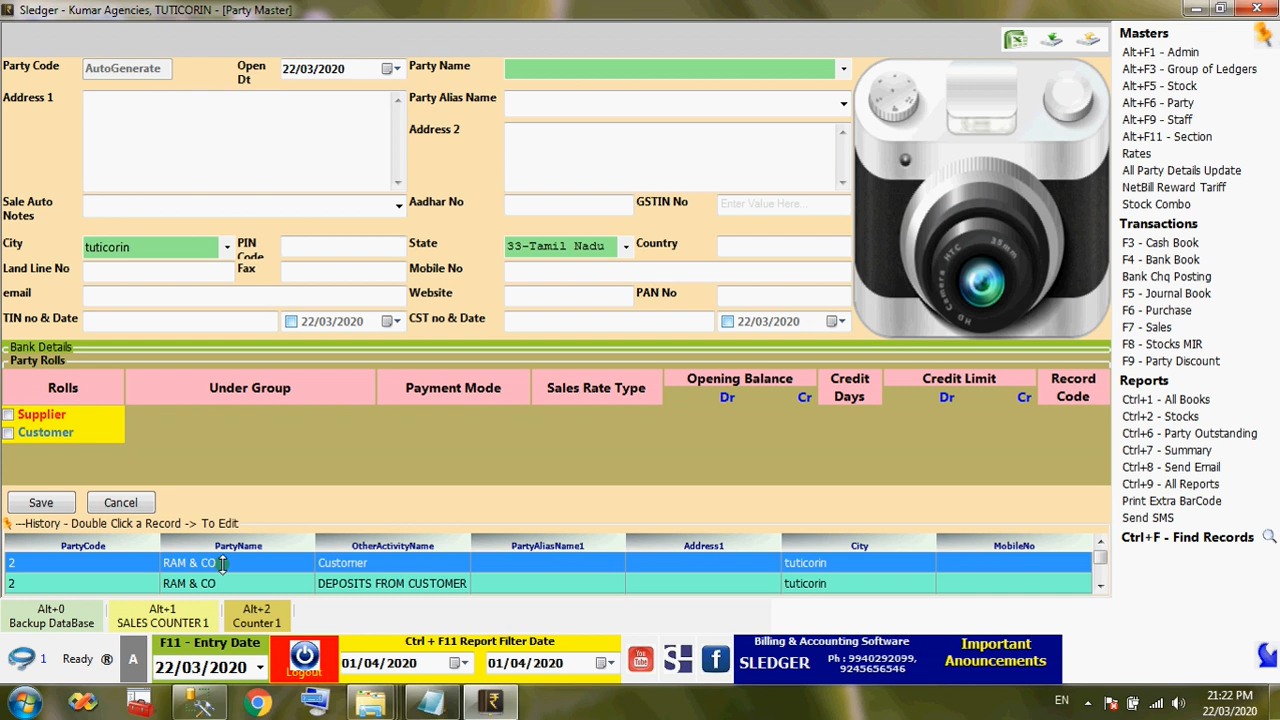 Sledger - Kumar Agencies, TUTICORIN - [Party Master]
Party Code AutoGenerate Open Dt 22/03/2020 Party Name
Address 1 Party Alias Name
Address 2
Sale Auto Notes Aadhar No GSTIN No Enter Value Here...
City tuticorin PIN Code State 33-Tamil Nadu Country
Land Line No Fax Mobile No
email Website PAN No
TIN no & Date 22/03/2020 CST no & Date 22/03/2020
HTC 35mm
Hd Camera
Bank Details
Party Rolls
Rolls Under Group Payment Mode Sales Rate Type Opening Balance Dr Cr Credit Days Credit Limit Dr Cr Record Code
Supplier
Customer
Save Cancel
---History - Double Click a Record -> To Edit
PartyCode PartyName OtherActivityName PartyAliasName1 Address1 City MobileNo
2 RAM & CO Customer tuticorin
2 RAM & CO DEPOSITS FROM CUSTOMER tuticorin
Masters
Alt+F1 - Admin
Alt+F3 - Group of Ledgers
Alt+F5 - Stock
Alt+F6 - Party
Alt+F9 - Staff
Alt+F11 - Section
Rates
All Party Details Update
NetBill Reward Tariff
Stock Combo
Transactions
F3 - Cash Book
F4 - Bank Book
Bank Chq Posting
F5 - Journal Book
F6 - Purchase
F7 - Sales
F8 - Stocks MIR
F9 - Party Discount
Reports
Ctrl+1 - All Books
Ctrl+2 - Stocks
Ctrl+6 - Party Outstanding
Ctrl+7 - Summary
Ctrl+8 - Send Email
Ctrl+9 - All Reports
Print Extra BarCode
Send SMS
Ctrl+F - Find Records
Alt+0 Backup DataBase
Alt+1 SALES COUNTER 1
Alt+2 Counter1
1 Ready ® A
F11 - Entry Date
22/03/2020
Logout
Ctrl + F11 Report Filter Date
01/04/2020 01/04/2020
You Tube
Billing & Accounting Software
SLEDGER Ph : 9940292099, 9245656546
Important Anouncements
EN 21:22 PM
22/03/2020